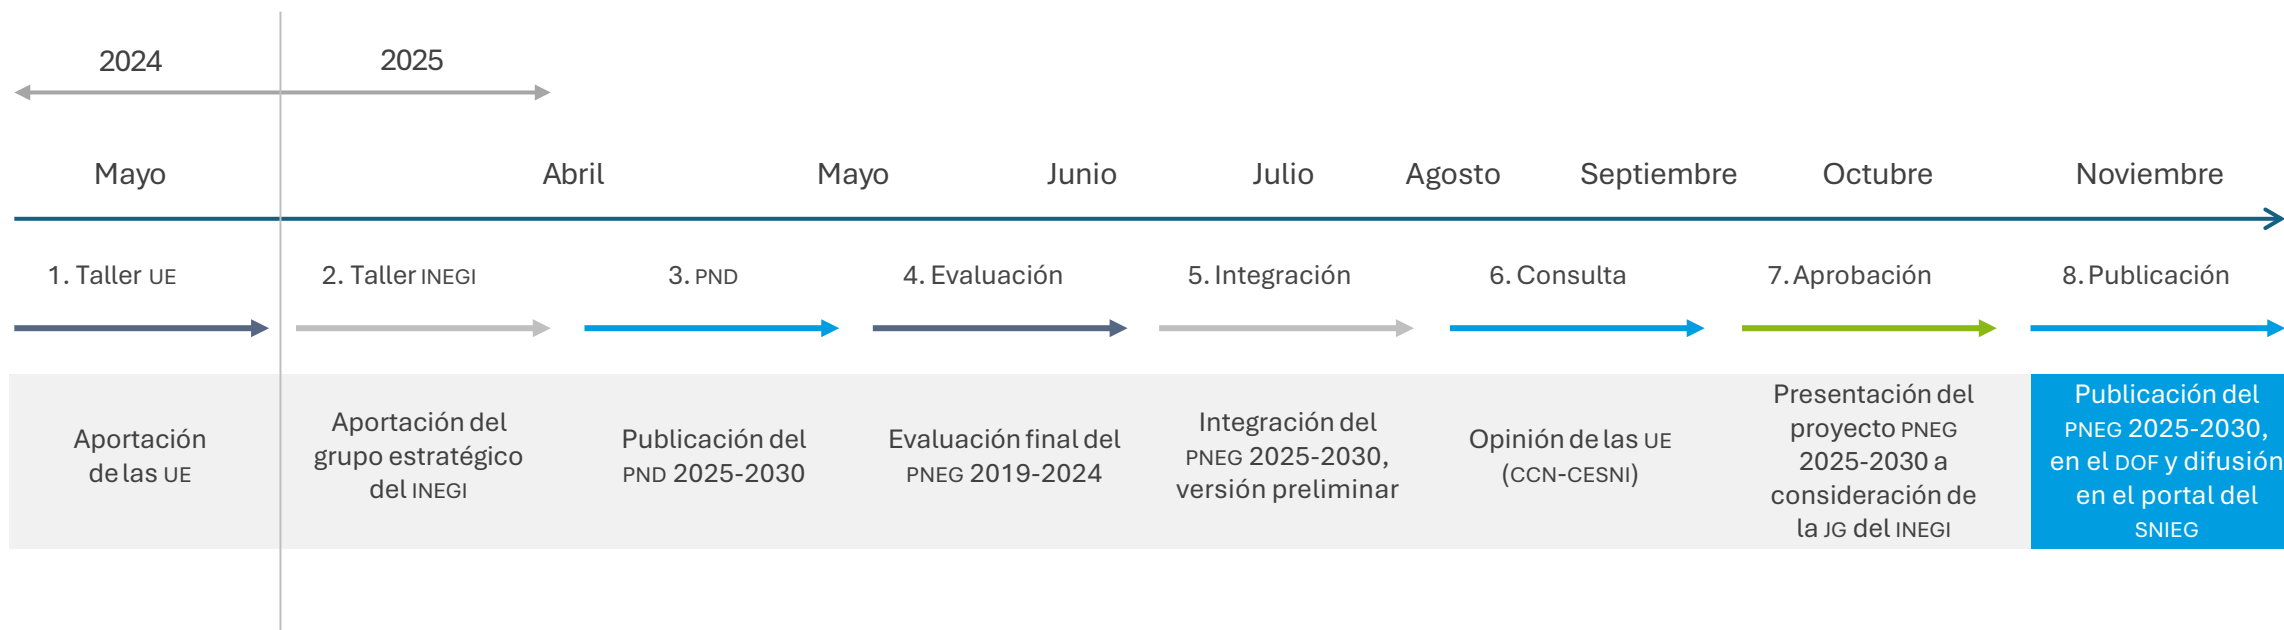 2024
2025
Mayo
Abril
Mayo
Junio
Julio
Agosto
Septiembre
Octubre
Noviembre
1. Taller UE
2. Taller INEGI
3. PND
4. Evaluación
5. Integración
6. Consulta
7. Aprobación
8. Publicación
Aportación
de las UE
Aportación del
grupo estratégico
del INEGI
Publicación del
PND 2025-2030
Evaluación final del
PNEG 2019-2024
Integración del
PNEG 2025-2030,
versión preliminar
Opinión de las UE
(CCN-CESNI)
Presentación del
proyecto PNEG
2025-2030 a
consideración de
la JG del INEGI
Publicación del
PNEG 2025-2030,
en el DOF y difusión
en el portal del
SNIEG